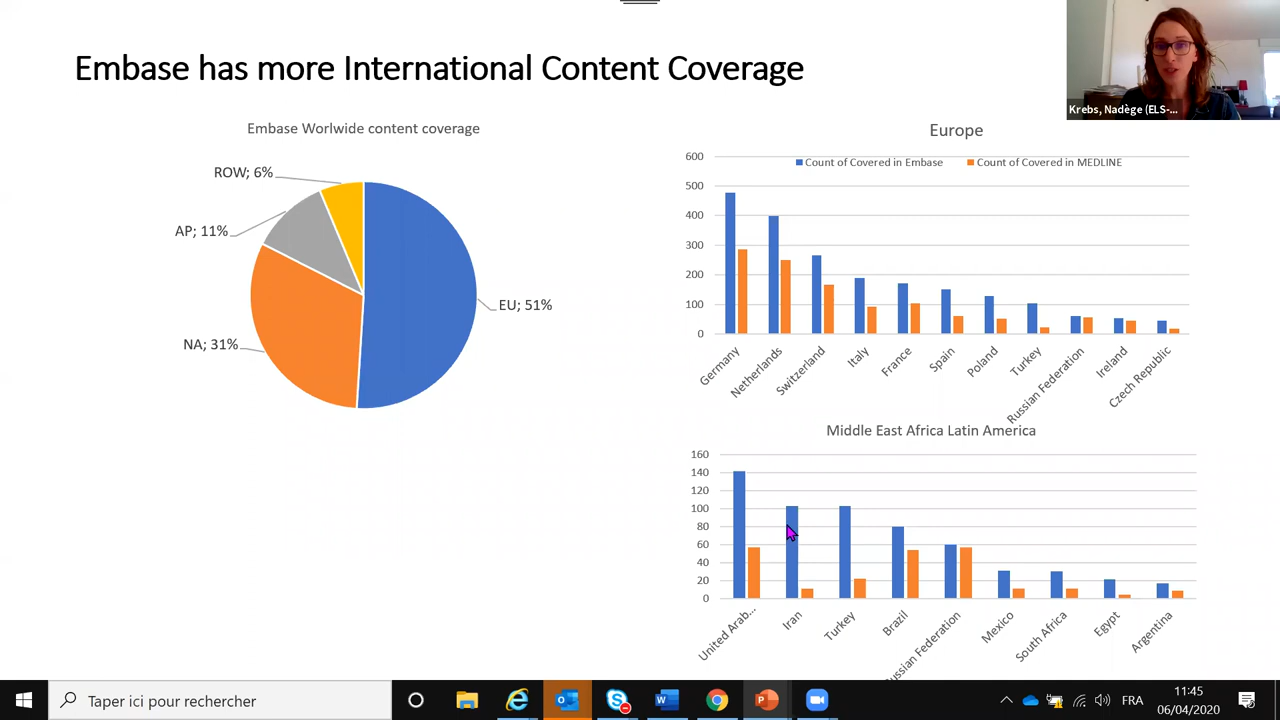 Embase has more International Content Coverage
Krebs, Nadège (ELS-...
Embase Worlwide content coverage
ROW; 6%
AP; 11%
NA; 31%
EU; 51%
Europe
Count of Covered in Embase
Count of Covered in MEDLINE
600
500
400
300
200
100
0
Germany
Netherlands
Switzerland
Italy
France
Spain
Poland
Turkey
Russian Federation
Ireland
Czech Republic
Middle East Africa Latin America
160
140
120
100
80
60
40
20
0
United Arab...
Iran
Turkey
Brazil
Russian Federation
Mexico
South Africa
Egypt
Argentina
Taper ici pour rechercher
FRA
11:45
06/04/2020